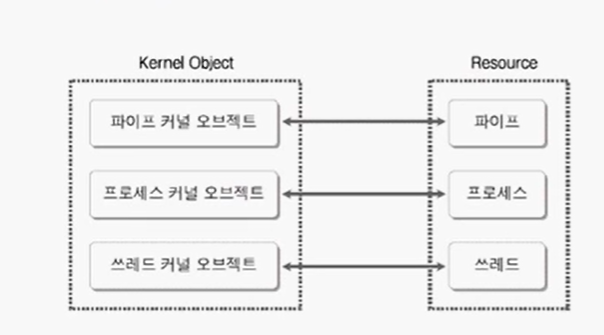 Kernel Object
Resource
파이프 커널 오브젝트
파이프
프로세스 커널 오브젝트
프로세스
쓰레드 커널 오브젝트
쓰레드